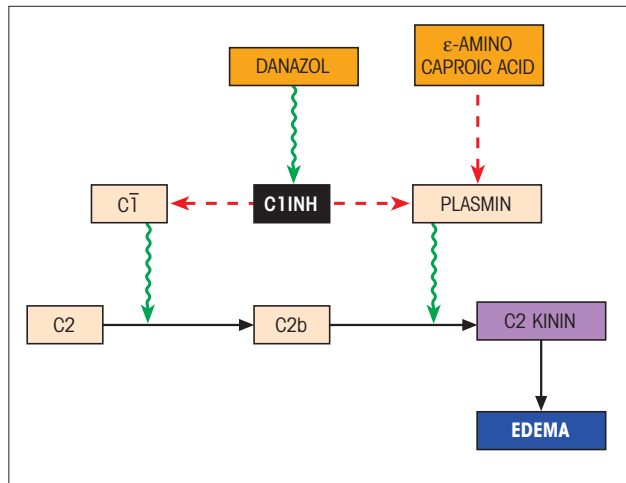 DANAZOL
ε-AMINO
CAPROIC ACID
C1̅
C1INH
PLASMIN
C2
C2b
C2 KININ
EDEMA